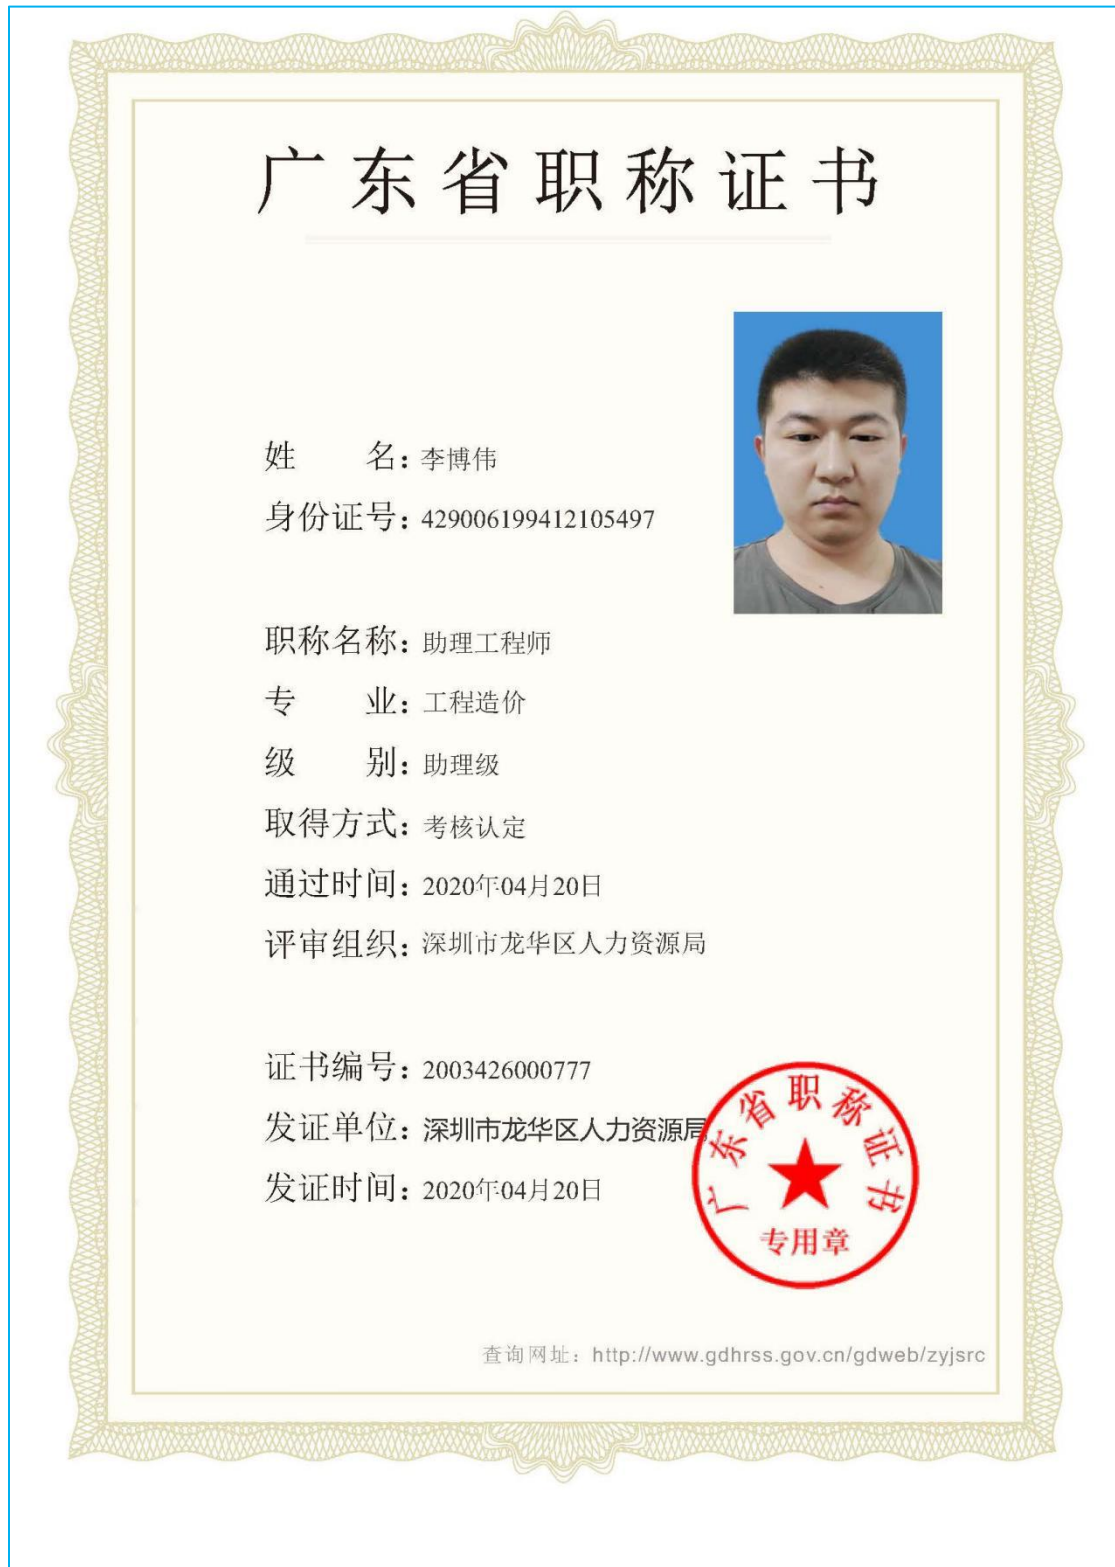 广东省职称证书
姓　　名：李博伟
身份证号：429006199412105497
职称名称：助理工程师
专　　业：工程造价
级　　别：助理级
取得方式：考核认定
通过时间：2020年04月20日
评审组织：深圳市龙华区人力资源局
证书编号：2003426000777
发证单位：深圳市龙华区人力资源局
发证时间：2020年04月20日
广东省职称证书
专用章
查询网址：http://www.gdhrss.gov.cn/gdweb/zyjsrc